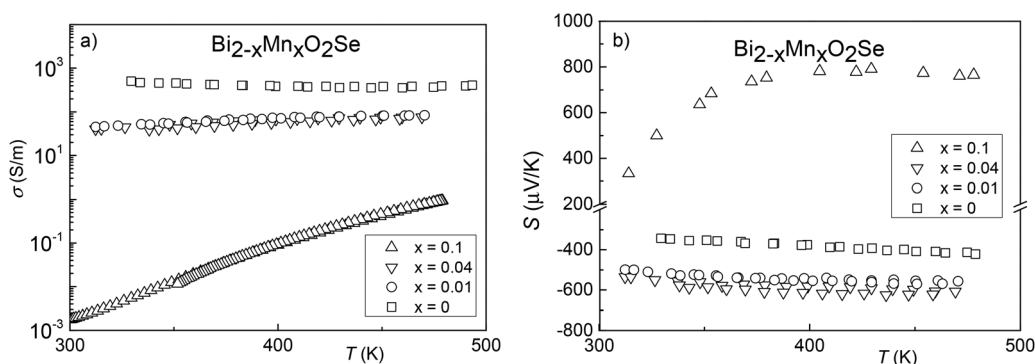 a)
Bi2-xMnxO2Se
10^3
10^1
10^-1
10^-3
σ (S/m)
x = 0.1
x = 0.04
x = 0.01
x = 0
300
400
500
T (K)
b)
Bi2-xMnxO2Se
1000
800
600
400
200
-400
-600
-800
S (μV/K)
x = 0.1
x = 0.04
x = 0.01
x = 0
300
400
500
T (K)